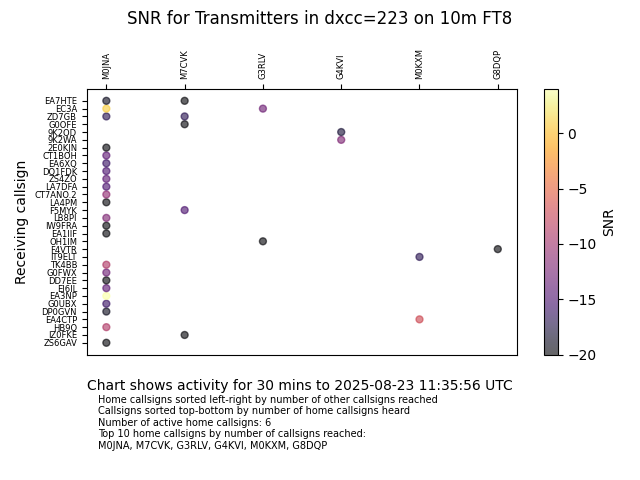 SNR for Transmitters in dxcc=223 on 10m FT8
M0JNA
M7CVK
G3RLV
G4KVI
M0KXM
G8DQP
EA7HTE
EC3A
ZD7GB
G0OFE
9K2OD
9K2WA
2E0KJN
CT1BOH
EA6XQ
DO1FDK
ZS4ZO
LA7DFA
CT7ANO.2
LA4PM
F5MYK
LB8PI
IW9FRA
EA1IIF
OH1IM
F4VTR
IT9ELT
TK4BB
G0FWX
DD7EE
EI6IL
EA3NP
G0UBX
DP0GVN
EA4CTP
HB9Q
IZ0FKE
ZS6GAV
Receiving callsign
0
−5
−10
−15
−20
SNR
Chart shows activity for 30 mins to 2025-08-23 11:35:56 UTC
Home callsigns sorted left-right by number of other callsigns reached
Callsigns sorted top-bottom by number of home callsigns heard
Number of active home callsigns: 6
Top 10 home callsigns by number of callsigns reached:
M0JNA, M7CVK, G3RLV, G4KVI, M0KXM, G8DQP